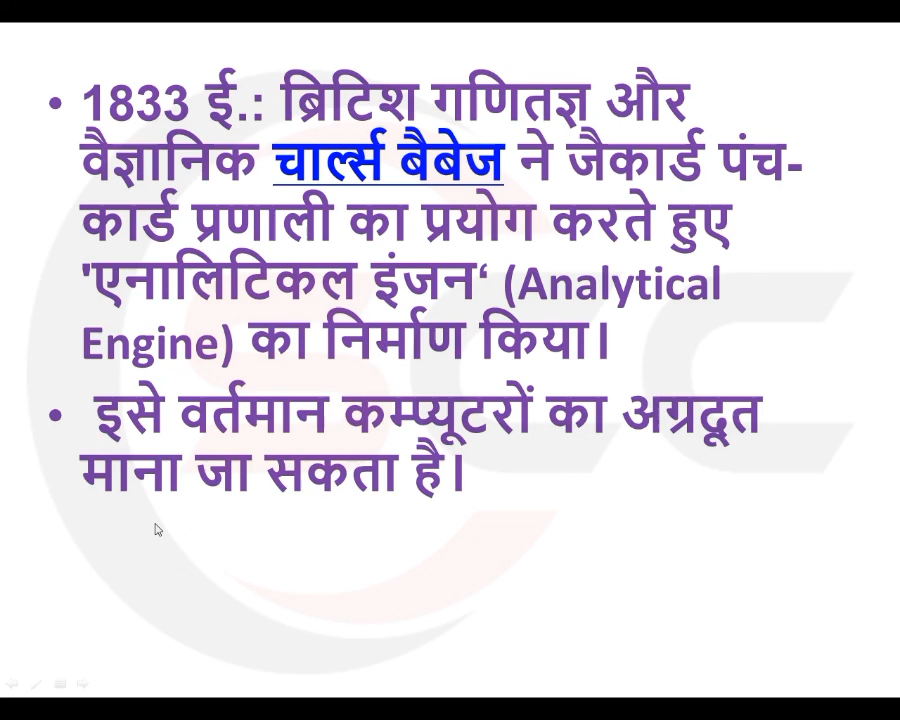 • 1833 ई.: ब्रिटिश गणितज्ञ और
वैज्ञानिक चार्ल्स बैबेज ने जैकार्ड पंच-
कार्ड प्रणाली का प्रयोग करते हुए
'एनालिटिकल इंजन‘ (Analytical
Engine) का निर्माण किया।
• इसे वर्तमान कम्प्यूटरों का अग्रदूत
माना जा सकता है।